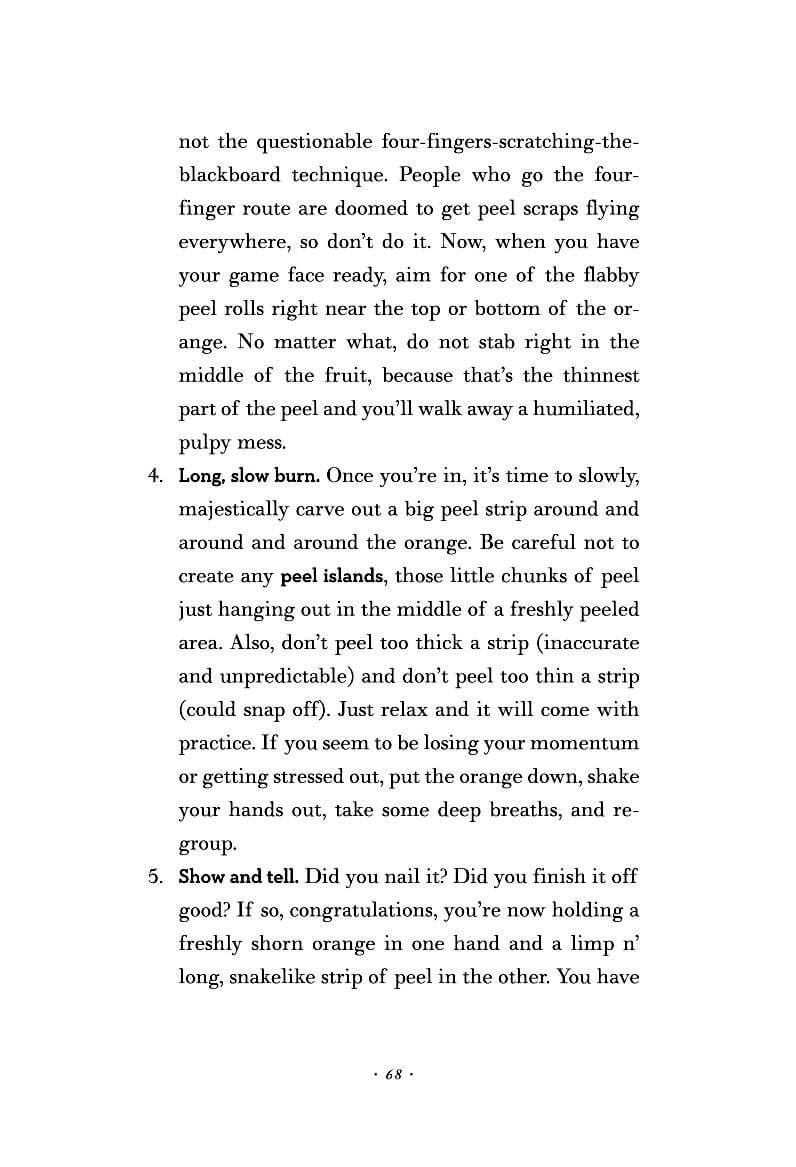 not the questionable four-fingers-scratching-the-
blackboard technique. People who go the four-
finger route are doomed to get peel scraps flying
everywhere, so don’t do it. Now, when you have
your game face ready, aim for one of the flabby
peel rolls right near the top or bottom of the or-
ange. No matter what, do not stab right in the
middle of the fruit, because that’s the thinnest
part of the peel and you’ll walk away a humiliated,
pulpy mess.
4. Long, slow burn. Once you’re in, it’s time to slowly,
majestically carve out a big peel strip around and
around and around the orange. Be careful not to
create any peel islands, those little chunks of peel
just hanging out in the middle of a freshly peeled
area. Also, don’t peel too thick a strip (inaccurate
and unpredictable) and don’t peel too thin a strip
(could snap off). Just relax and it will come with
practice. If you seem to be losing your momentum
or getting stressed out, put the orange down, shake
your hands out, take some deep breaths, and re-
group.
5. Show and tell. Did you nail it? Did you finish it off
good? If so, congratulations, you’re now holding a
freshly shorn orange in one hand and a limp n’
long, snakelike strip of peel in the other. You have
· 68 ·